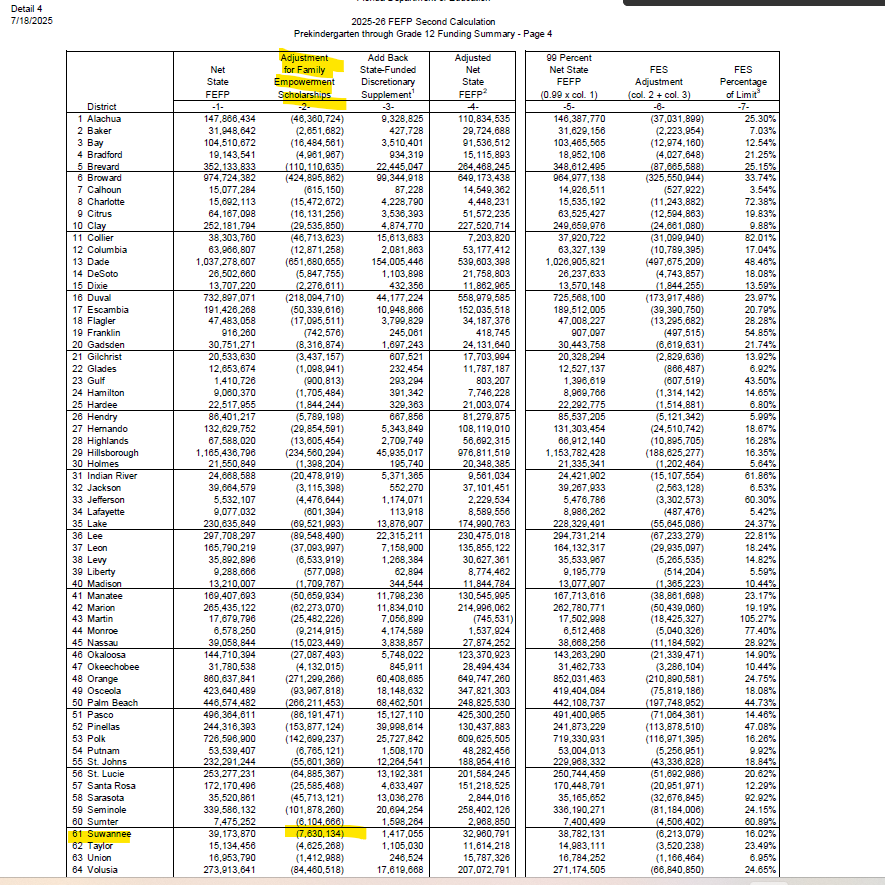 Detail 4
7/18/2025
2025-26 FEFP Second Calculation
Prekindergarten through Grade 12 Funding Summary - Page 4
Adjustment Add Back Adjusted 99 Percent
Net for Family State-Funded Net Net State FES FES
State Empowerment Discretionary State FEFP Adjustment Percentage
FEFP Scholarships Supplement¹ FEFP² (0.99 x col. 1) (col. 2 + col. 3) of Limit³
District -1- -2- -3- -4- -5- -6- -7-
1 Alachua 147,866,434 (46,360,724) 9,328,825 110,834,535 146,387,770 (37,031,899) 25.30%
2 Baker 31,948,642 (2,651,682) 427,728 29,724,688 31,629,156 (2,223,954) 7.03%
3 Bay 104,510,672 (16,484,561) 3,510,401 91,536,512 103,465,565 (12,974,160) 12.54%
4 Bradford 19,143,541 (4,961,967) 934,319 15,115,893 18,952,106 (4,027,648) 21.25%
5 Brevard 352,133,833 (110,110,635) 22,445,047 264,468,245 348,612,495 (87,665,588) 25.15%
6 Broward 974,724,382 (424,895,862) 99,344,918 649,173,438 964,977,138 (325,550,944) 33.74%
7 Calhoun 15,077,284 (615,150) 87,228 14,549,362 14,926,511 (527,922) 3.54%
8 Charlotte 15,692,113 (15,472,672) 4,228,790 4,448,231 15,535,192 (11,243,882) 72.38%
9 Citrus 64,167,098 (16,131,256) 3,536,393 51,572,235 63,525,427 (12,594,863) 19.83%
10 Clay 252,181,794 (29,535,850) 4,874,770 227,520,714 249,659,976 (24,661,080) 9.88%
11 Collier 38,303,760 (46,713,623) 15,613,683 7,203,820 37,920,722 (31,099,940) 82.01%
12 Columbia 63,966,807 (12,871,258) 2,081,863 53,177,412 63,327,139 (10,789,395) 17.04%
13 Dade 1,037,278,607 (651,680,655) 154,005,446 539,603,398 1,026,905,821 (497,675,209) 48.46%
14 DeSoto 26,502,660 (5,847,755) 1,103,898 21,758,803 26,237,633 (4,743,857) 18.08%
15 Dixie 13,707,220 (2,276,611) 432,356 11,862,965 13,570,148 (1,844,255) 13.59%
16 Duval 732,897,071 (218,094,710) 44,177,224 558,979,585 725,568,100 (173,917,486) 23.97%
17 Escambia 191,426,268 (50,339,616) 10,948,866 152,035,518 189,512,005 (39,390,750) 20.79%
18 Flagler 47,483,058 (17,095,511) 3,799,829 34,187,376 47,008,227 (13,295,682) 28.28%
19 Franklin 916,260 (742,576) 245,061 418,745 907,097 (497,515) 54.85%
20 Gadsden 30,751,271 (8,316,874) 1,697,243 24,131,640 30,443,758 (6,619,631) 21.74%
21 Gilchrist 20,533,630 (3,437,157) 607,521 17,703,994 20,328,294 (2,829,636) 13.92%
22 Glades 12,653,674 (1,098,941) 232,454 11,787,187 12,527,137 (866,487) 6.92%
23 Gulf 1,410,726 (900,813) 293,294 803,207 1,396,619 (607,519) 43.50%
24 Hamilton 9,060,370 (1,705,484) 391,342 7,746,228 8,969,766 (1,314,142) 14.65%
25 Hardee 22,517,955 (1,844,244) 329,363 21,003,074 22,292,775 (1,514,881) 6.80%
26 Hendry 86,401,217 (5,789,198) 667,856 81,279,875 85,537,205 (5,121,342) 5.99%
27 Hernando 132,629,752 (29,854,591) 5,343,849 108,119,010 131,303,454 (24,510,742) 18.67%
28 Highlands 67,588,020 (13,605,454) 2,709,749 56,692,315 66,912,140 (10,895,705) 16.28%
29 Hillsborough 1,165,436,796 (234,560,294) 45,935,017 976,811,519 1,153,782,428 (188,625,277) 16.35%
30 Holmes 21,550,849 (1,398,204) 195,740 20,348,385 21,335,341 (1,202,464) 5.64%
31 Indian River 24,668,588 (20,478,919) 5,371,365 9,561,034 24,421,902 (15,107,554) 61.86%
32 Jackson 39,664,579 (3,115,398) 552,270 37,101,451 39,267,933 (2,563,128) 6.53%
33 Jefferson 5,532,107 (4,476,644) 1,174,071 2,229,534 5,476,786 (3,302,573) 60.30%
34 Lafayette 9,077,032 (601,394) 113,918 8,589,556 8,986,262 (487,476) 5.42%
35 Lake 230,635,849 (69,521,993) 13,876,907 174,990,763 228,329,491 (55,645,086) 24.37%
36 Lee 297,708,297 (89,548,490) 22,315,211 230,475,018 294,731,214 (67,233,279) 22.81%
37 Leon 165,790,219 (37,093,997) 7,158,900 135,855,122 164,132,317 (29,935,097) 18.24%
38 Levy 35,892,896 (6,533,919) 1,268,384 30,627,361 35,533,967 (5,265,535) 14.82%
39 Liberty 9,288,666 (577,098) 62,894 8,774,462 9,195,779 (514,204) 5.59%
40 Madison 13,210,007 (1,709,767) 344,544 11,844,784 13,077,907 (1,365,223) 10.44%
41 Manatee 169,407,693 (50,659,934) 11,798,236 130,545,995 167,713,616 (38,861,698) 23.17%
42 Marion 265,435,122 (62,273,070) 11,834,010 214,996,062 262,780,771 (50,439,060) 19.19%
43 Martin 17,679,796 (25,482,226) 7,056,899 (745,531) 17,502,998 (18,425,327) 105.27%
44 Monroe 6,578,250 (9,214,915) 4,174,589 1,537,924 6,512,468 (5,040,326) 77.40%
45 Nassau 39,058,844 (15,023,449) 3,838,857 27,874,252 38,668,256 (11,184,592) 28.92%
46 Okaloosa 144,710,394 (27,087,493) 5,748,022 123,370,923 143,263,290 (21,339,471) 14.90%
47 Okeechobee 31,780,538 (4,132,015) 845,911 28,494,434 31,462,733 (3,286,104) 10.44%
48 Orange 860,637,841 (271,299,266) 60,408,685 649,747,260 852,031,463 (210,890,581) 24.75%
49 Osceola 423,640,489 (93,967,818) 18,148,632 347,821,303 419,404,084 (75,819,186) 18.08%
50 Palm Beach 446,574,482 (266,211,453) 68,462,501 248,825,530 442,108,737 (197,748,952) 44.73%
51 Pasco 496,364,611 (86,191,471) 15,127,110 425,300,250 491,400,965 (71,064,361) 14.46%
52 Pinellas 244,316,393 (153,877,124) 39,998,614 130,437,883 241,873,229 (113,878,510) 47.08%
53 Polk 726,596,900 (142,699,237) 25,727,842 609,625,505 719,330,931 (116,971,395) 16.26%
54 Putnam 53,539,407 (6,765,121) 1,508,170 48,282,456 53,004,013 (5,256,951) 9.92%
55 St. Johns 232,291,244 (55,601,369) 12,264,541 188,954,416 229,968,332 (43,336,828) 18.84%
56 St. Lucie 253,277,231 (64,885,367) 13,192,381 201,584,245 250,744,459 (51,692,986) 20.62%
57 Santa Rosa 172,170,496 (25,585,468) 4,633,497 151,218,525 170,448,791 (20,951,971) 12.29%
58 Sarasota 35,520,861 (45,713,121) 13,036,276 2,844,016 35,165,652 (32,676,845) 92.92%
59 Seminole 339,586,132 (101,878,260) 20,694,254 258,402,126 336,190,271 (81,184,006) 24.15%
60 Sumter 7,475,252 (6,104,666) 1,598,264 2,968,850 7,400,499 (4,506,402) 60.89%
61 Suwannee 39,173,870 (7,630,134) 1,417,055 32,960,791 38,782,131 (6,213,079) 16.02%
62 Taylor 15,134,456 (4,625,268) 1,105,030 11,614,218 14,983,111 (3,520,238) 23.49%
63 Union 16,953,790 (1,412,988) 246,524 15,787,326 16,784,252 (1,166,464) 6.95%
64 Volusia 273,913,641 (84,460,518) 17,619,668 207,072,791 271,174,505 (66,840,850) 24.65%